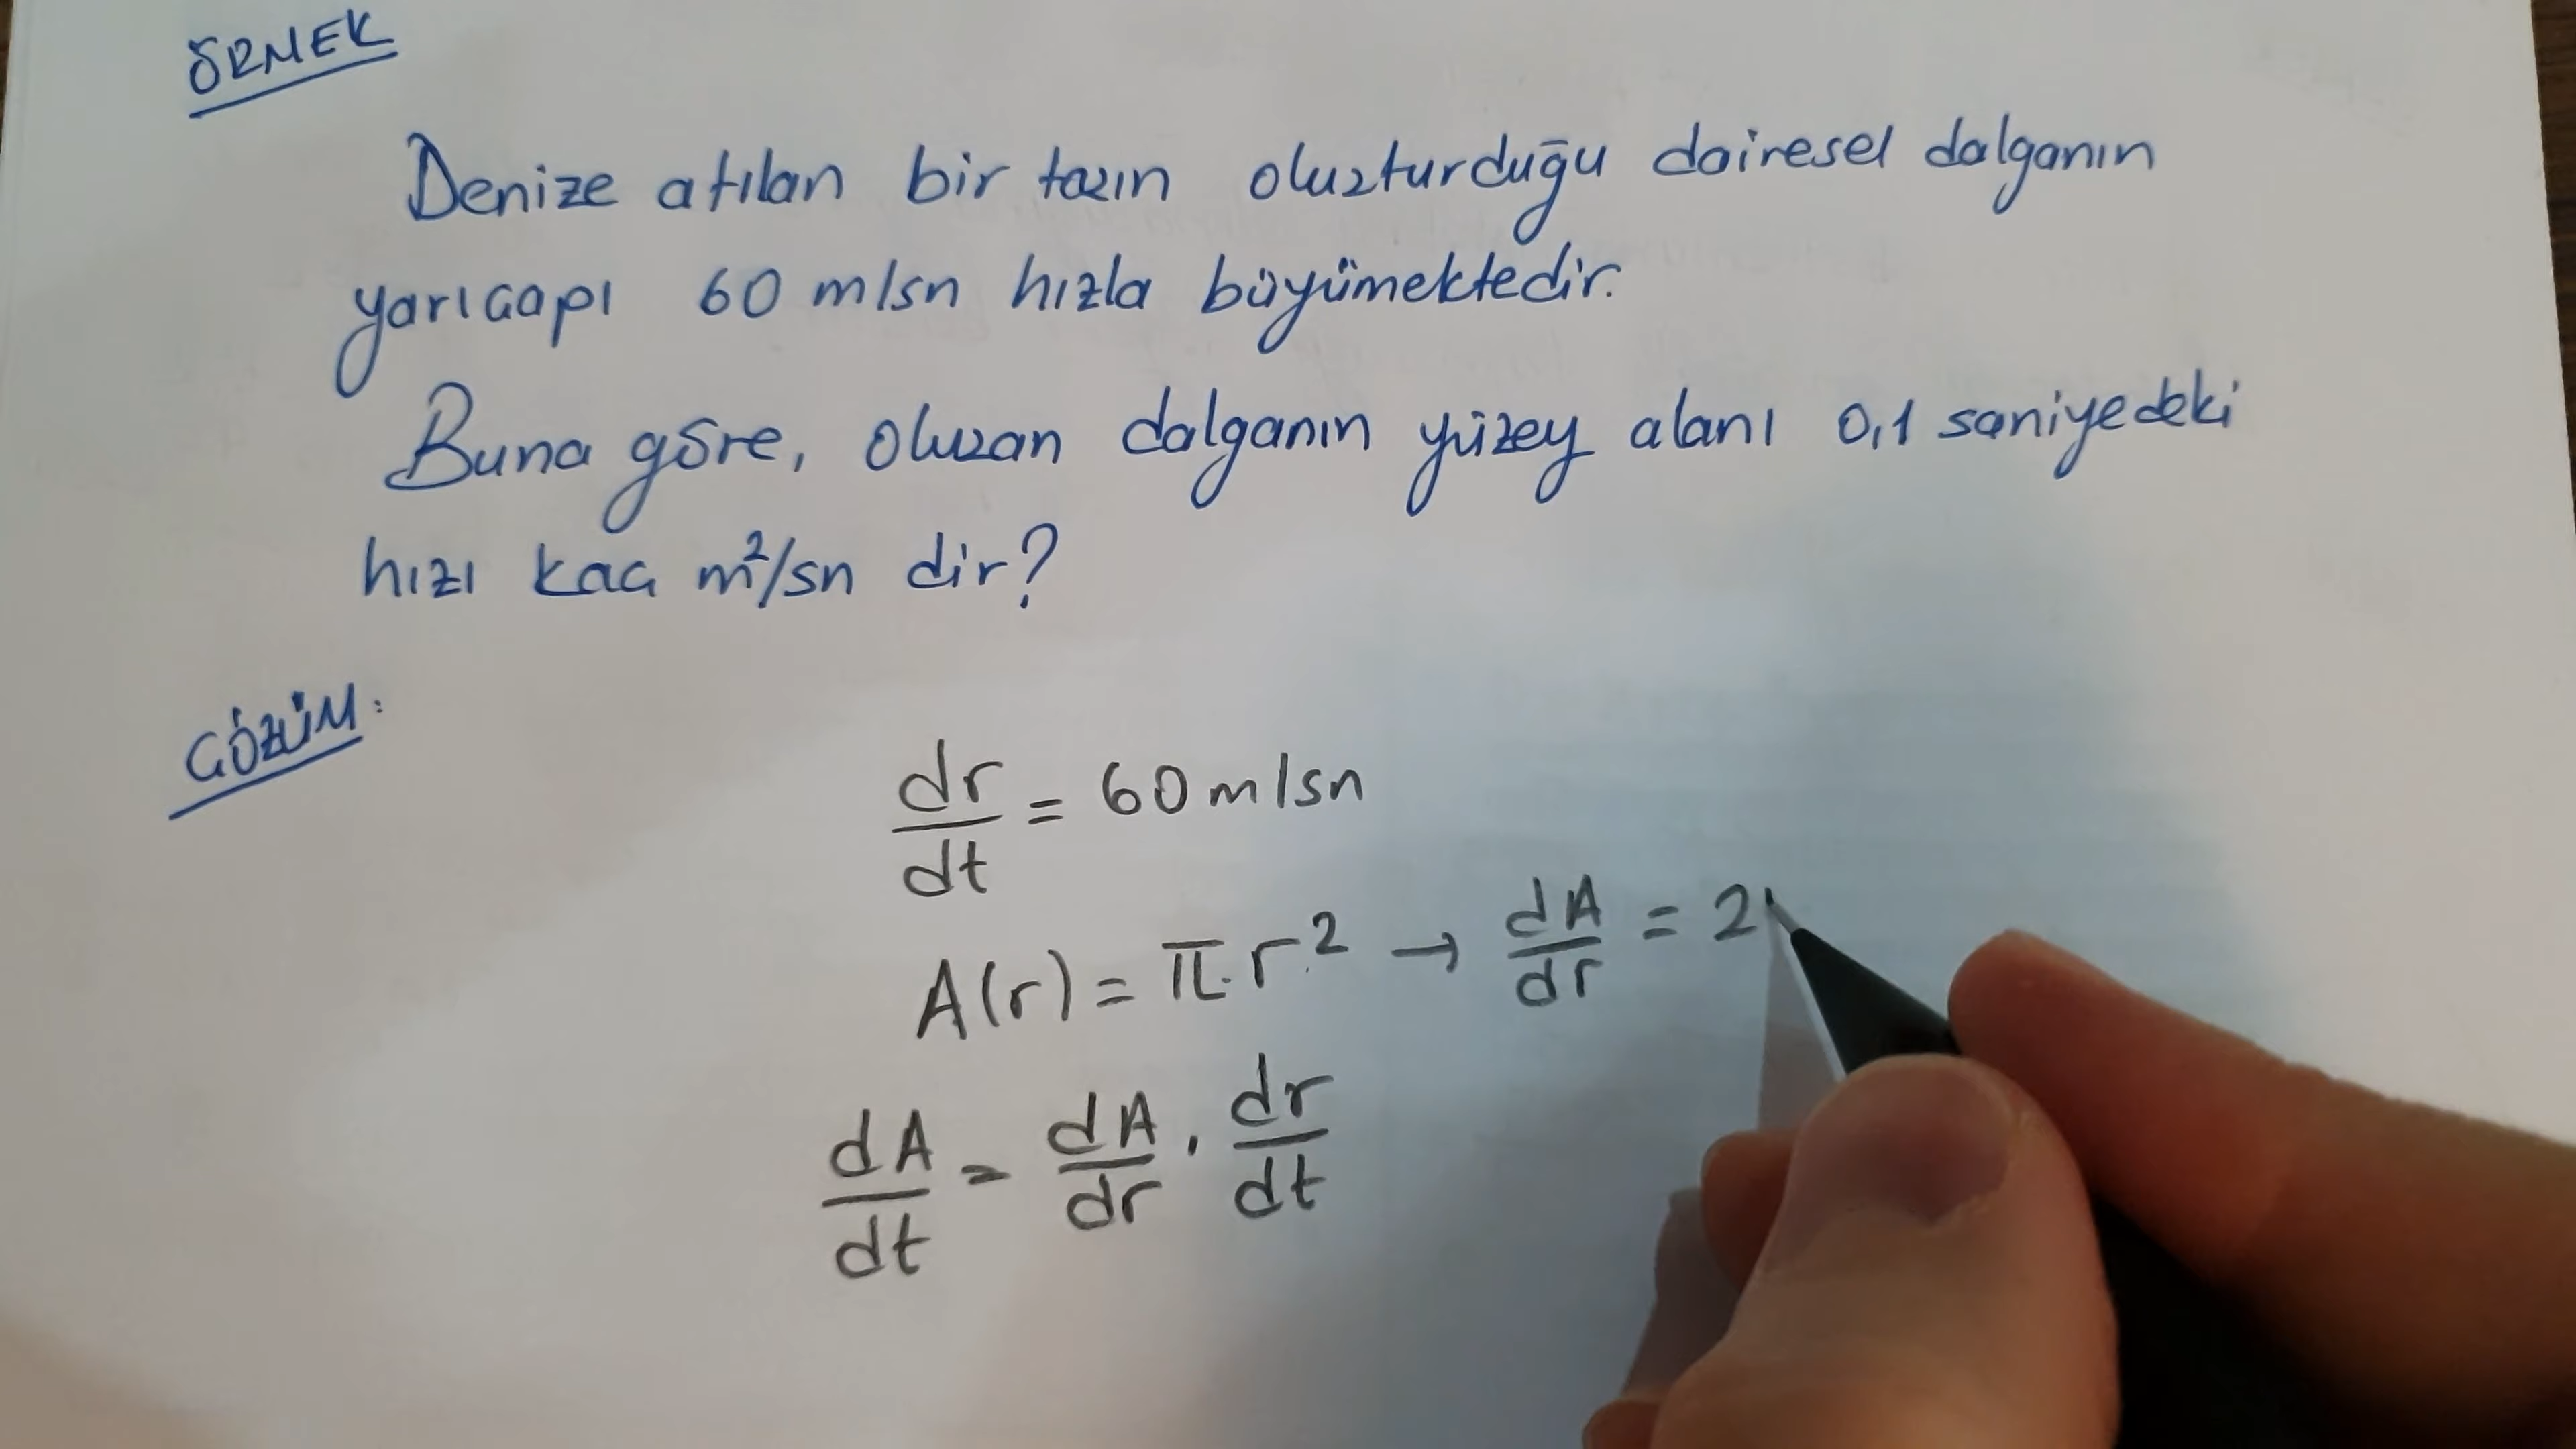 ÖRNEK
Denize atılan bir taşın oluşturduğu dairesel dalganın
yarıçapı 60 m/sn hızla büyümektedir.
Buna göre, oluşan dalganın yüzey alanı 0,1 saniyedeki
hızı kaç m²/sn dir?
ÇÖZÜM:
dr/dt = 60 m/sn
A(r) = π.r² → dA/dr = 2
dA/dt = dA/dr . dr/dt